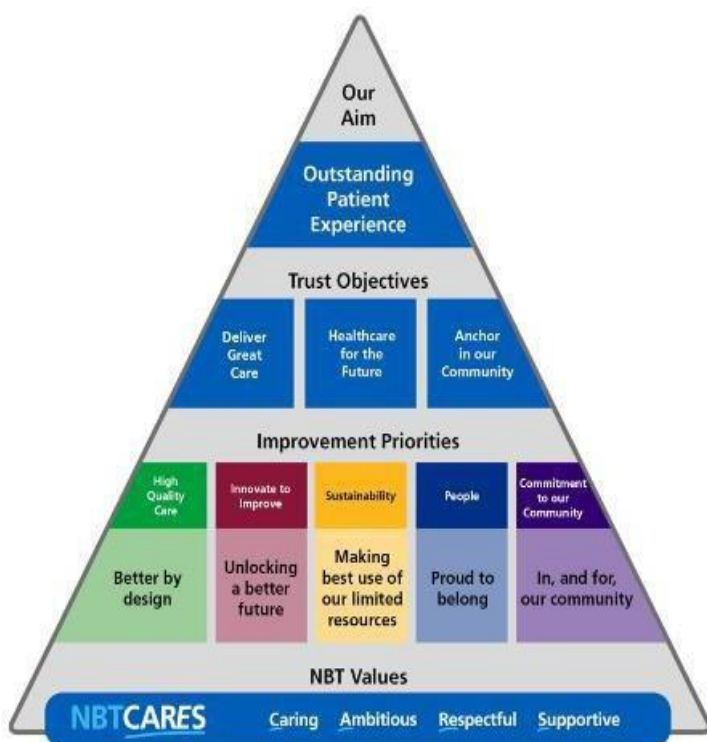 Our
Aim
Outstanding
Patient
Experience
Trust Objectives
Deliver
Great
Care
Healthcare
for the
Future
Anchor
in our
Community
Improvement Priorities
High
Quality
Care
Innovate to
Improve
Sustainability
People
Commitment
to our
Community
Better by
design
Unlocking
a better
future
Making
best use of
our limited
resources
Proud to
belong
In, and for,
our community
NBT Values
NBTCARES Caring Ambitious Respectful Supportive